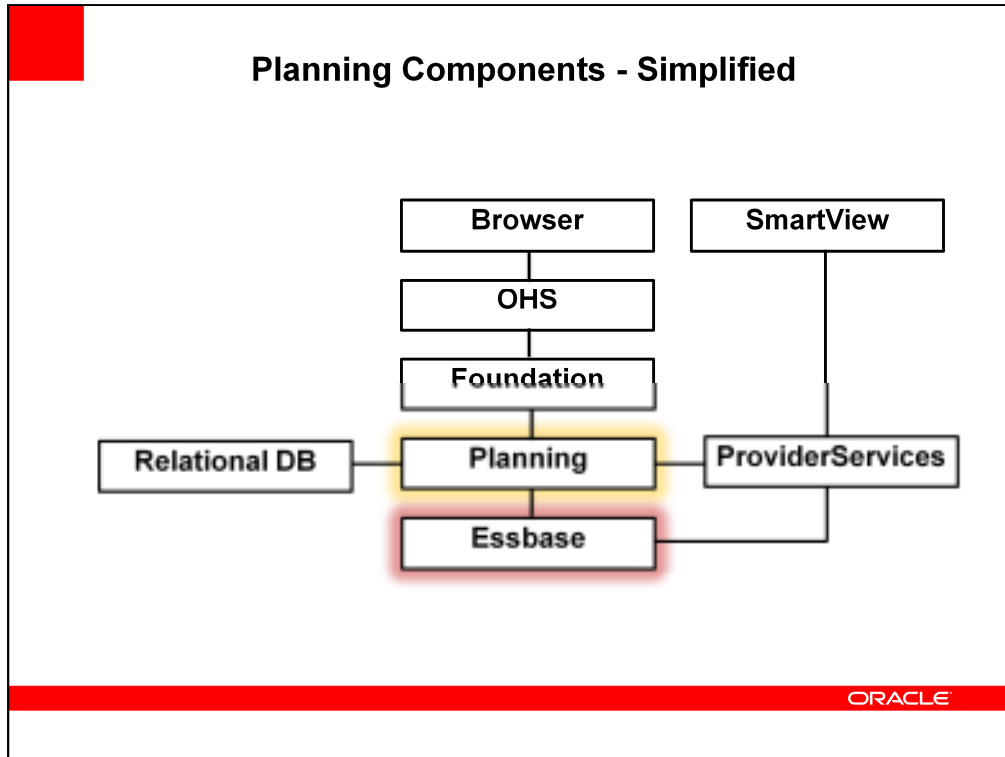 Planning Components - Simplified
Browser
SmartView
OHS
Foundation
Relational DB
Planning
ProviderServices
Essbase
ORACLE